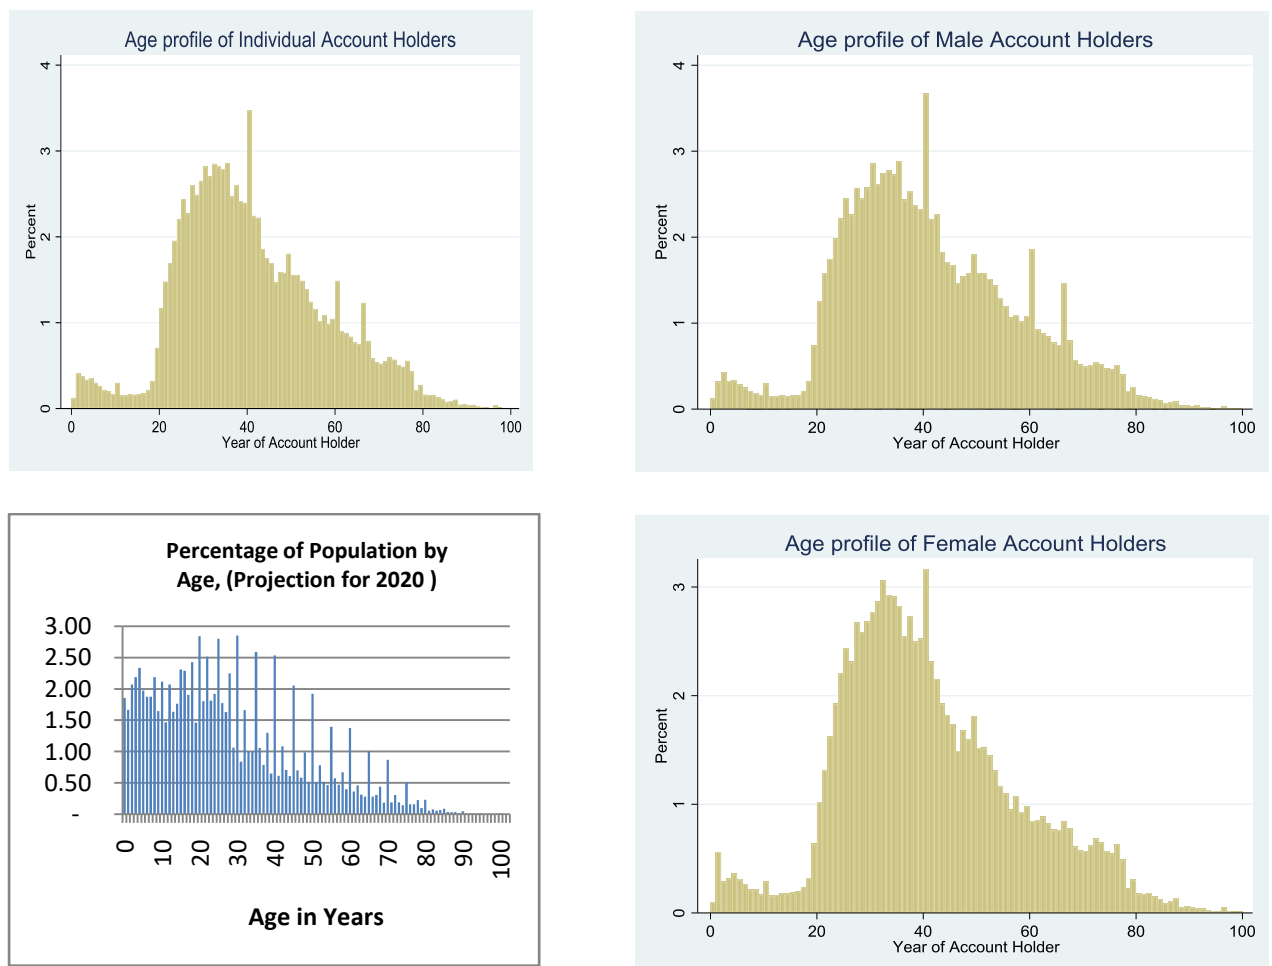 Age profile of Individual Account Holders
4
3
2
1
0
Percent
0 20 40 60 80 100
Year of Account Holder
Age profile of Male Account Holders
4
3
2
1
0
Percent
0 20 40 60 80 100
Year of Account Holder
Percentage of Population by
Age, (Projection for 2020 )
3.00
2.50
2.00
1.50
1.00
0.50
-
0 10 20 30 40 50 60 70 80 90 100
Age in Years
Age profile of Female Account Holders
3
2
1
0
Percent
0 20 40 60 80 100
Year of Account Holder